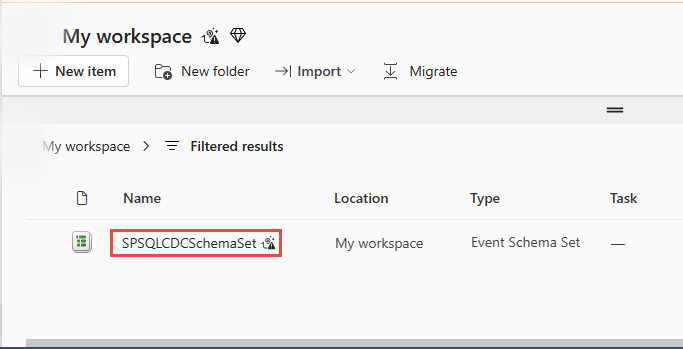 My workspace
New item New folder Import Migrate
My workspace Filtered results
Name Location Type Task
SPSQLCDCSchemaSet My workspace Event Schema Set —